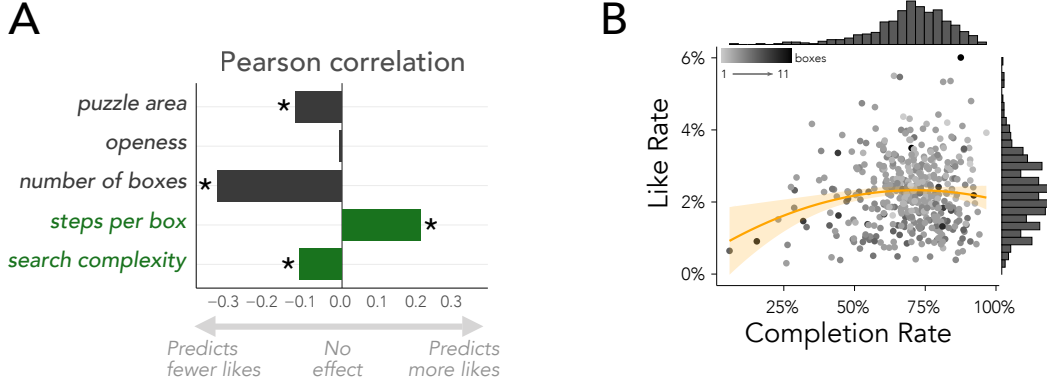 A
Pearson correlation
puzzle area
*
openess
number of boxes
*
steps per box
*
search complexity
*
−0.3 −0.2 −0.1 0.0 0.1 0.2 0.3
Predicts
fewer likes
No
effect
Predicts
more likes
B
6%
4%
2%
0%
Like Rate
boxes
1 11
25% 50% 75% 100%
Completion Rate